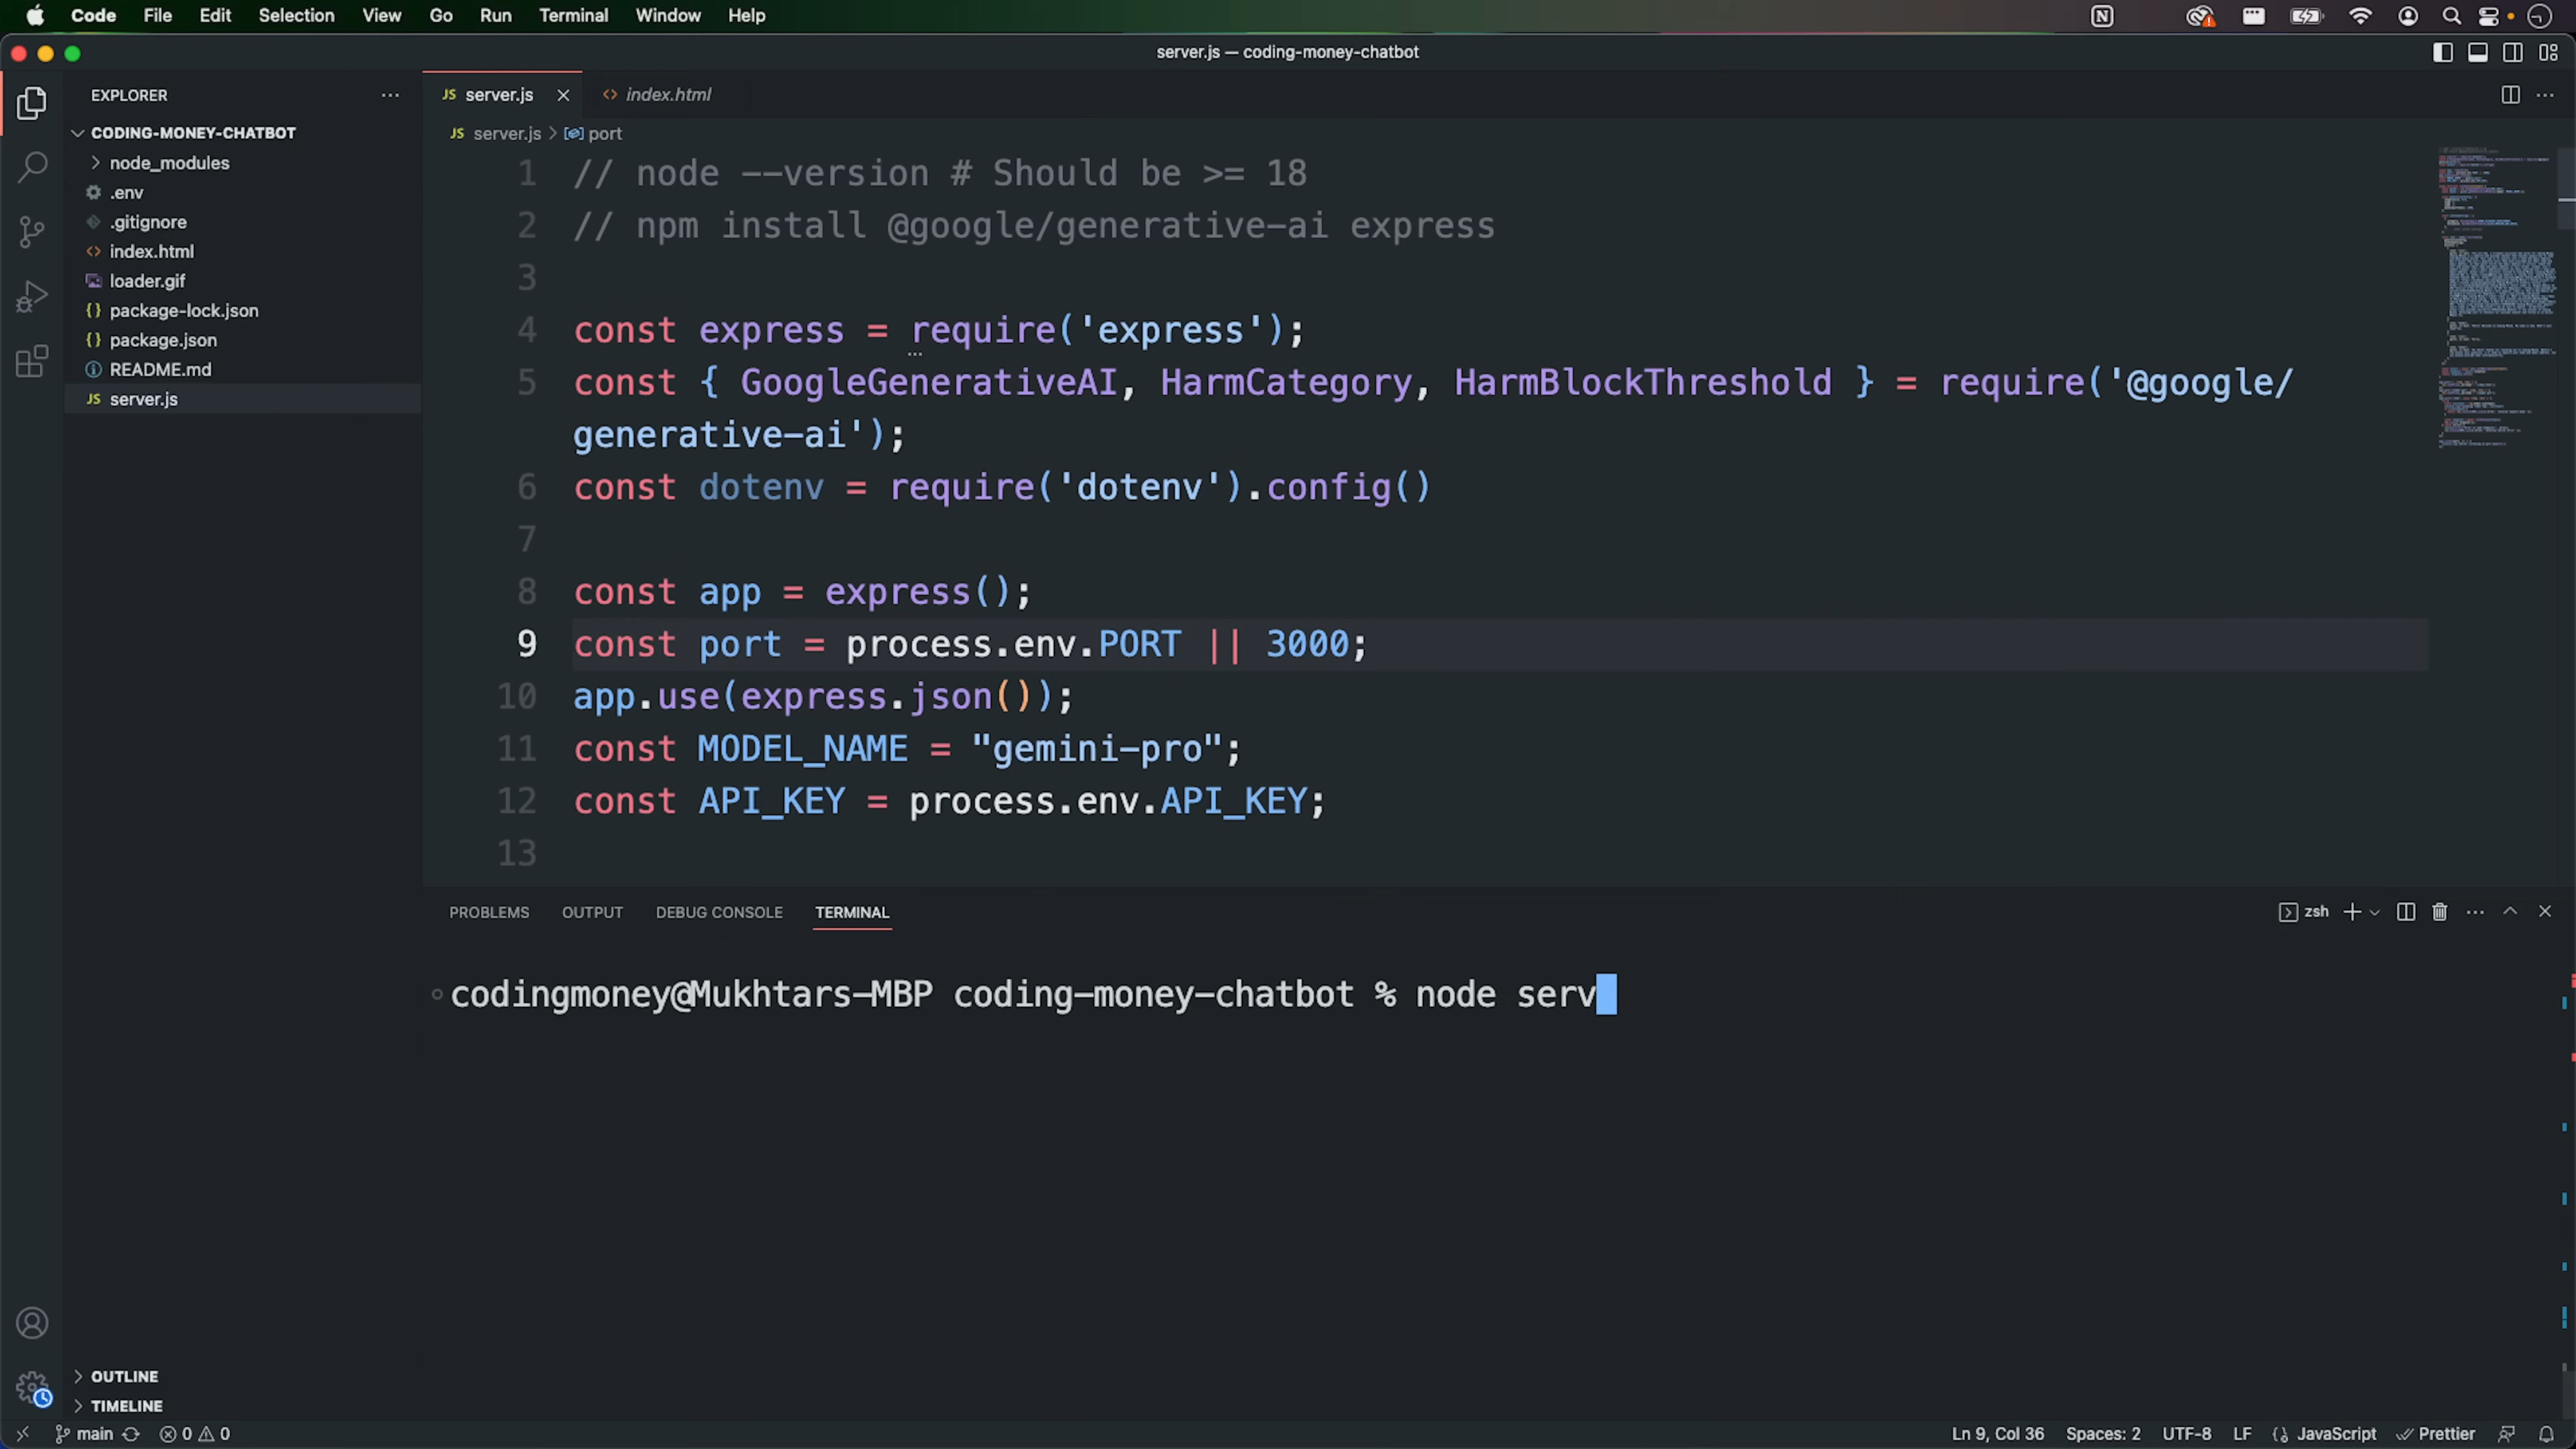 Code File Edit Selection View Go Run Terminal Window Help
server.js — coding-money-chatbot
EXPLORER
CODING-MONEY-CHATBOT
node_modules
.env
.gitignore
index.html
loader.gif
package-lock.json
package.json
README.md
JS server.js
OUTLINE
TIMELINE
JS server.js index.html
JS server.js > port
1 // node --version # Should be >= 18
2 // npm install @google/generative-ai express
3
4 const express = require('express');
5 const { GoogleGenerativeAI, HarmCategory, HarmBlockThreshold } = require('@google/
generative-ai');
6 const dotenv = require('dotenv').config()
7
8 const app = express();
9 const port = process.env.PORT || 3000;
10 app.use(express.json());
11 const MODEL_NAME = "gemini-pro";
12 const API_KEY = process.env.API_KEY;
13
PROBLEMS OUTPUT DEBUG CONSOLE TERMINAL
zsh
codingmoney@Mukhtars-MBP coding-money-chatbot % node serv
main 0 0
Ln 9, Col 36 Spaces: 2 UTF-8 LF {} JavaScript Prettier